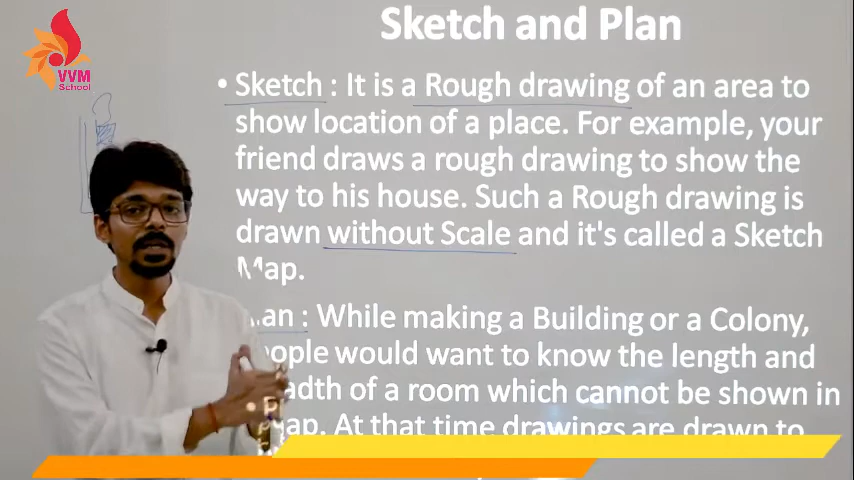 VVM
School
Sketch and Plan
• Sketch : It is a Rough drawing of an area to
show location of a place. For example, your
friend draws a rough drawing to show the
way to his house. Such a Rough drawing is
drawn without Scale and it's called a Sketch
Map.
: While making a Building or a Colony,
would want to know the length and
of a room which cannot be shown in
At that time drawings are drawn to